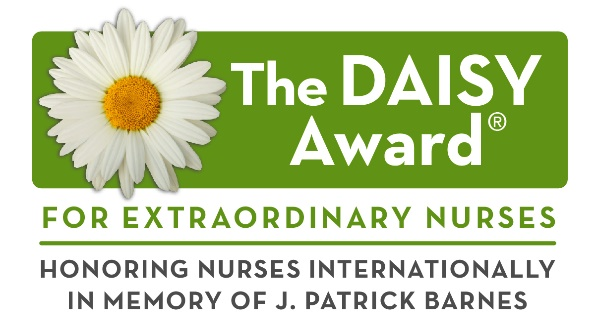 The DAISY
Award®
FOR EXTRAORDINARY NURSES
HONORING NURSES INTERNATIONALLY
IN MEMORY OF J. PATRICK BARNES